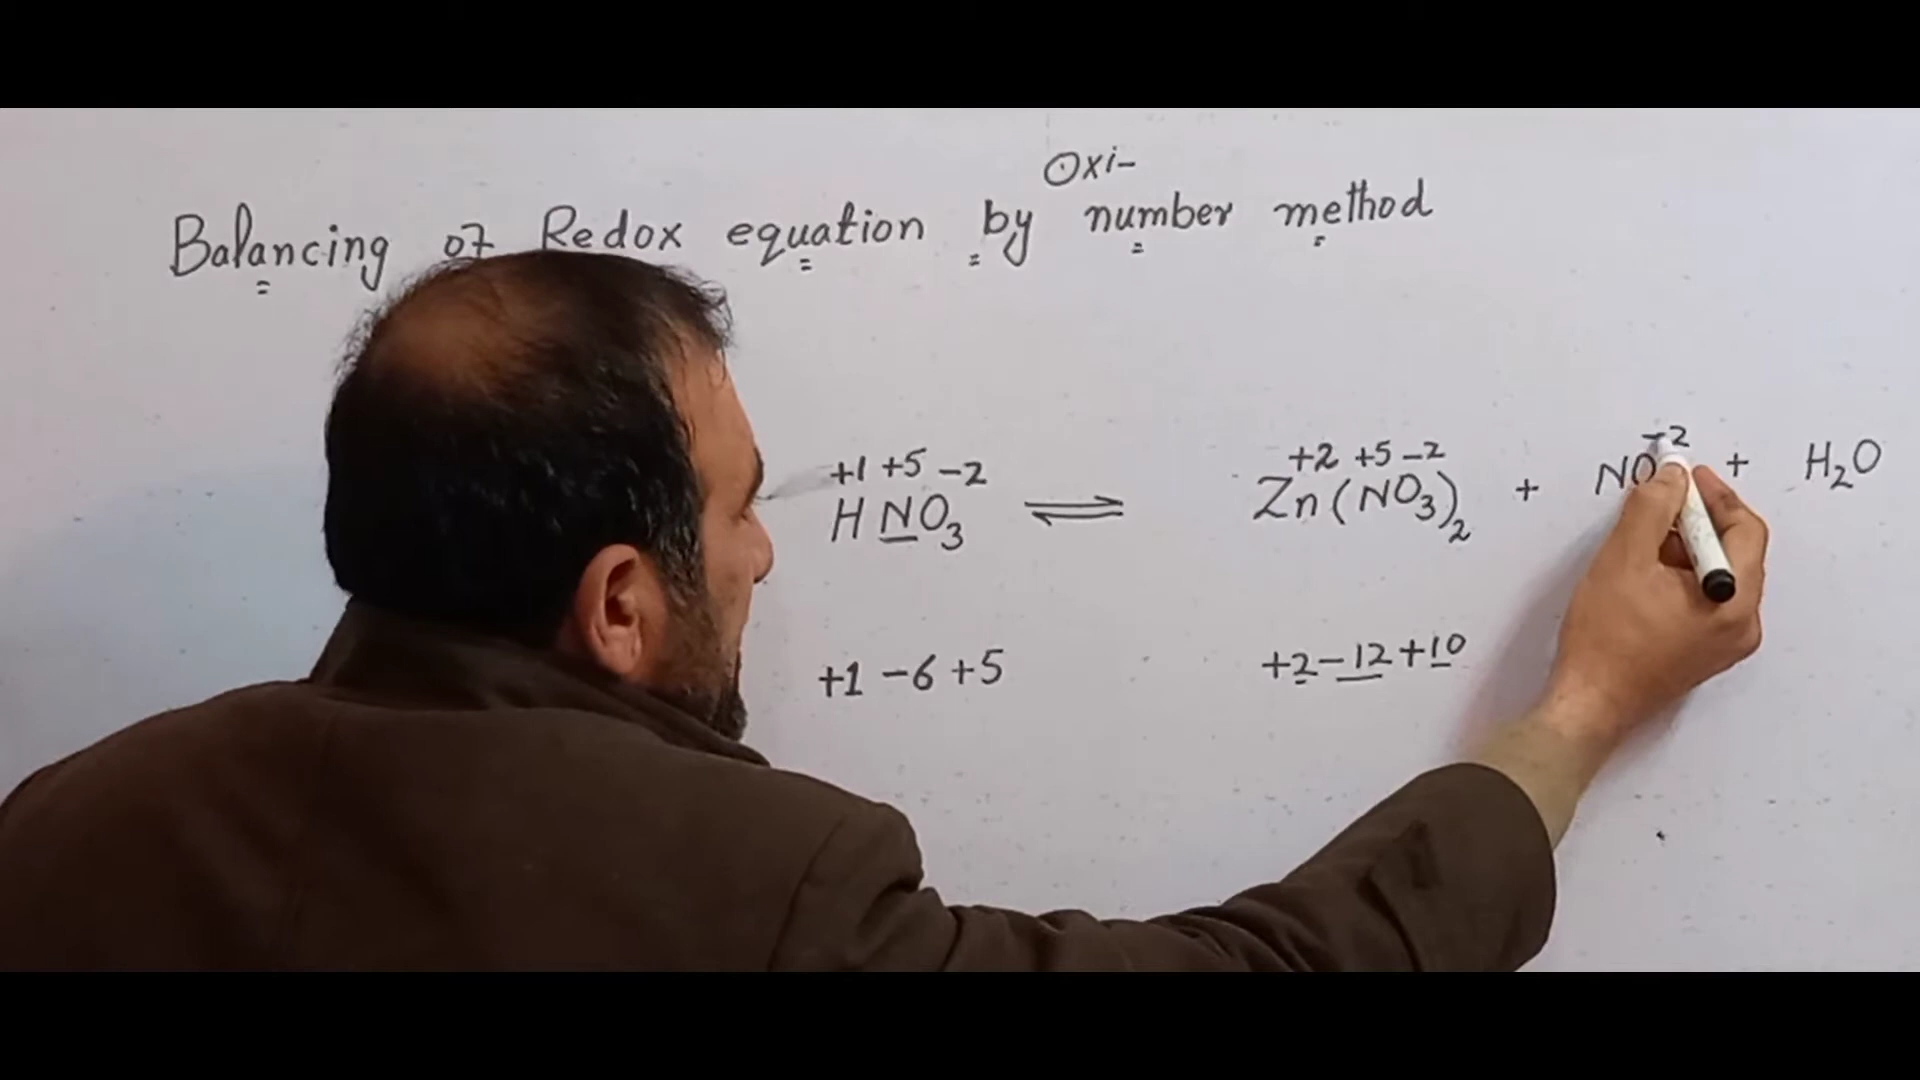 Oxi-
Balancing of Redox equation by number method
+1 +5 -2 +2 +5 -2 -2
HNO₃ ⇌ Zn(NO₃)₂ + NO + H₂O
+1 -6 +5 +2 -12 +10